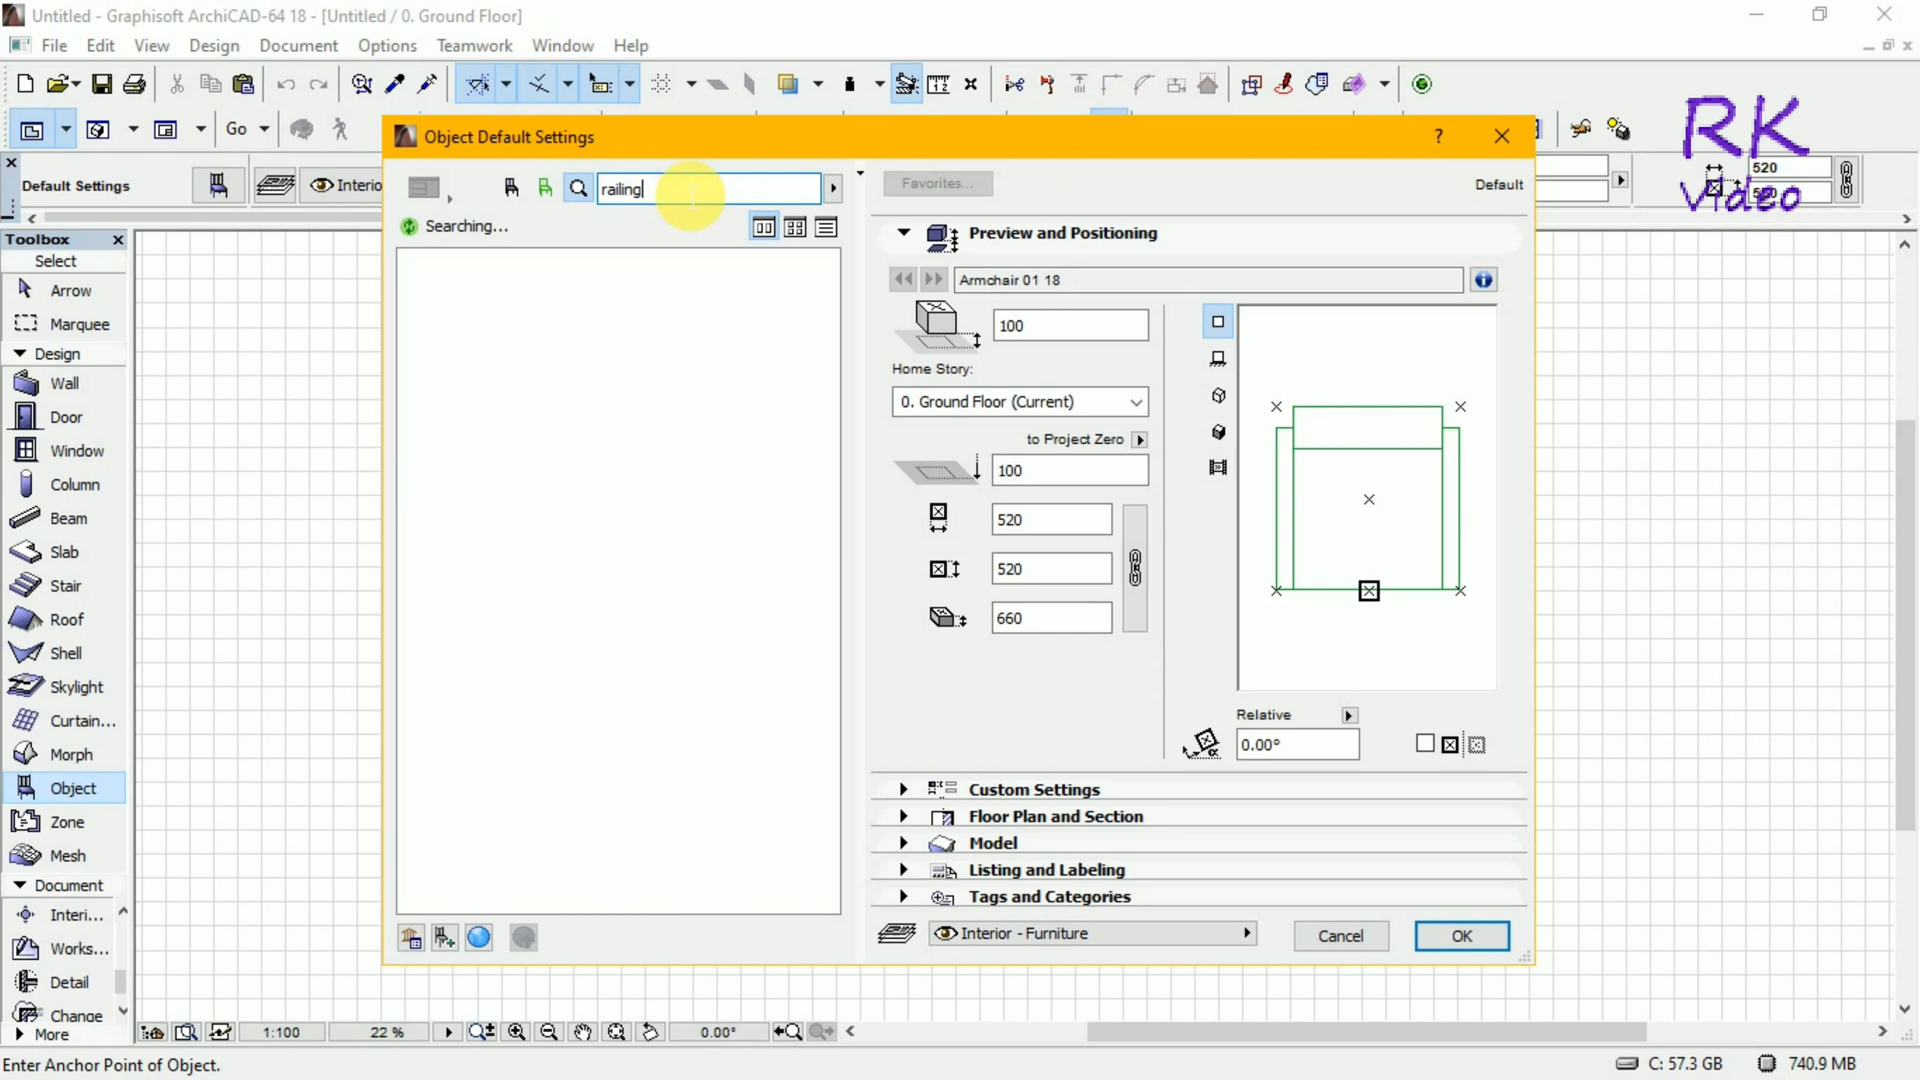 Untitled - Graphisoft ArchiCAD-64 18 - [Untitled / 0. Ground Floor]
File Edit View Design Document Options Teamwork Window Help
Go
RK
video
Object Default Settings
?
Default Settings
Interio
railing
Favorites...
Default
520
Searching...
Preview and Positioning
Toolbox
Select
Arrow
Marquee
Design
Wall
Door
Window
Column
Beam
Slab
Stair
Roof
Shell
Skylight
Curtain...
Morph
Object
Zone
Mesh
Document
Interi...
Works...
Detail
Change
More
Armchair 01 18
100
Home Story:
0. Ground Floor (Current)
to Project Zero
100
520
520
660
Relative
0.00°
Custom Settings
Floor Plan and Section
Model
Listing and Labeling
Tags and Categories
Interior - Furniture
Cancel
OK
1:100
22 %
0.00°
Enter Anchor Point of Object.
C: 57.3 GB
740.9 MB